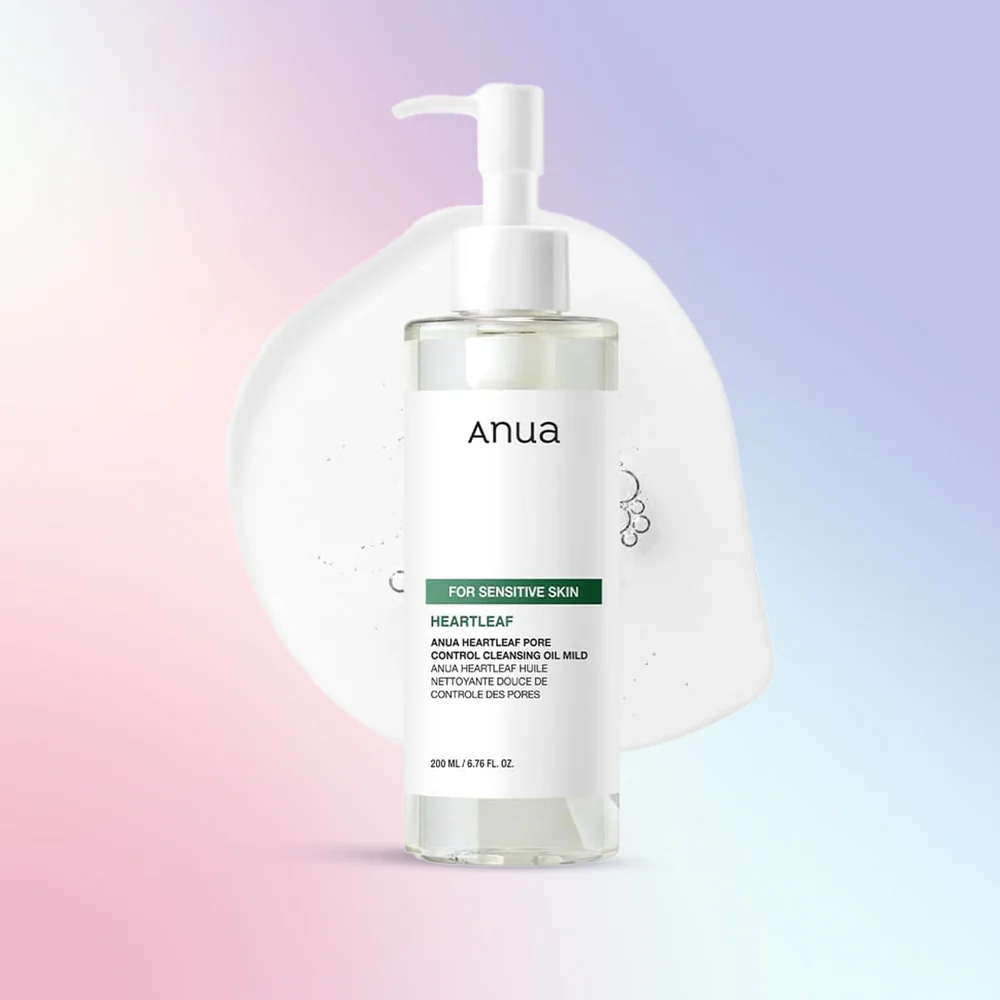 Anua
FOR SENSITIVE SKIN
HEARTLEAF
ANUA HEARTLEAF PORE
CONTROL CLEANSING OIL MILD
ANUA HEARTLEAF HUILE
NETTOYANTE DOUCE DE
CONTROLE DES PORES
200 ML / 6.76 FL. OZ.